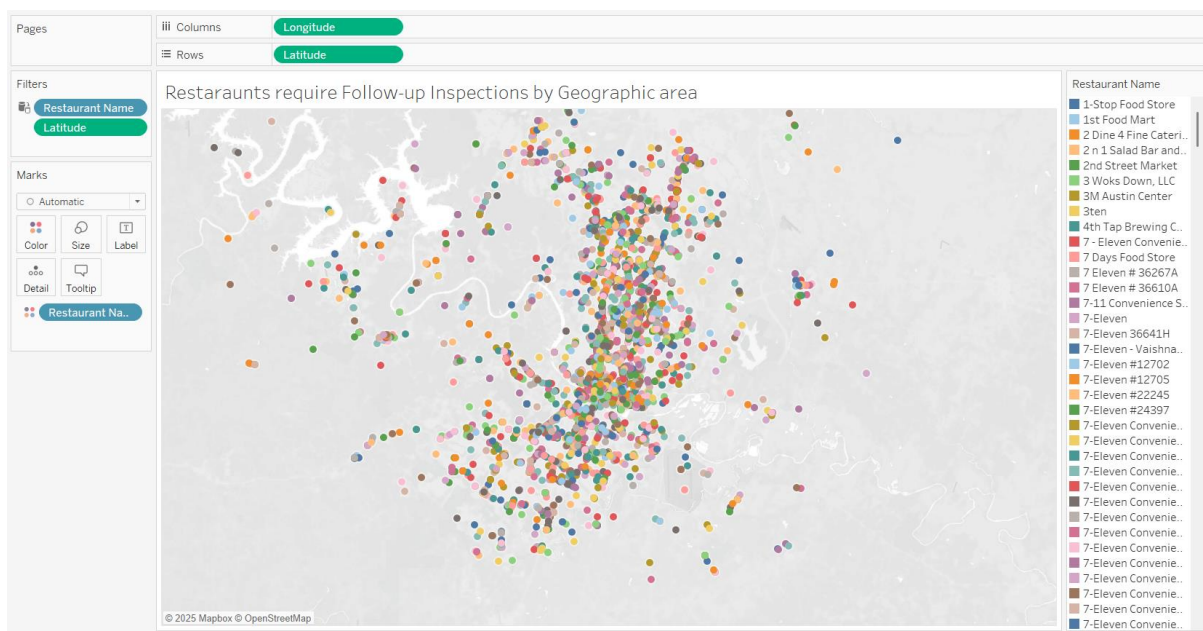 Pages
Columns
Longitude
Rows
Latitude
Filters
Restaurant Name
Latitude
Marks
Automatic
Color
Size
Label
Detail
Tooltip
Restaurant Na..
Restaraunts require Follow-up Inspections by Geographic area
© 2025 Mapbox © OpenStreetMap
Restaurant Name
1-Stop Food Store
1st Food Mart
2 Dine 4 Fine Cateri..
2 n 1 Salad Bar and..
2nd Street Market
3 Woks Down, LLC
3M Austin Center
3ten
4th Tap Brewing C..
7 - Eleven Convenie..
7 Days Food Store
7 Eleven # 36267A
7 Eleven # 36610A
7-11 Convenience S..
7-Eleven
7-Eleven 36641H
7-Eleven - Vaishna..
7-Eleven #12702
7-Eleven #12705
7-Eleven #22245
7-Eleven #24397
7-Eleven Convenie..
7-Eleven Convenie..
7-Eleven Convenie..
7-Eleven Convenie..
7-Eleven Convenie..
7-Eleven Convenie..
7-Eleven Convenie..
7-Eleven Convenie..
7-Eleven Convenie..
7-Eleven Convenie..
7-Eleven Convenie..
7-Eleven Convenie..
7-Eleven Convenie..
7-Eleven Convenie..